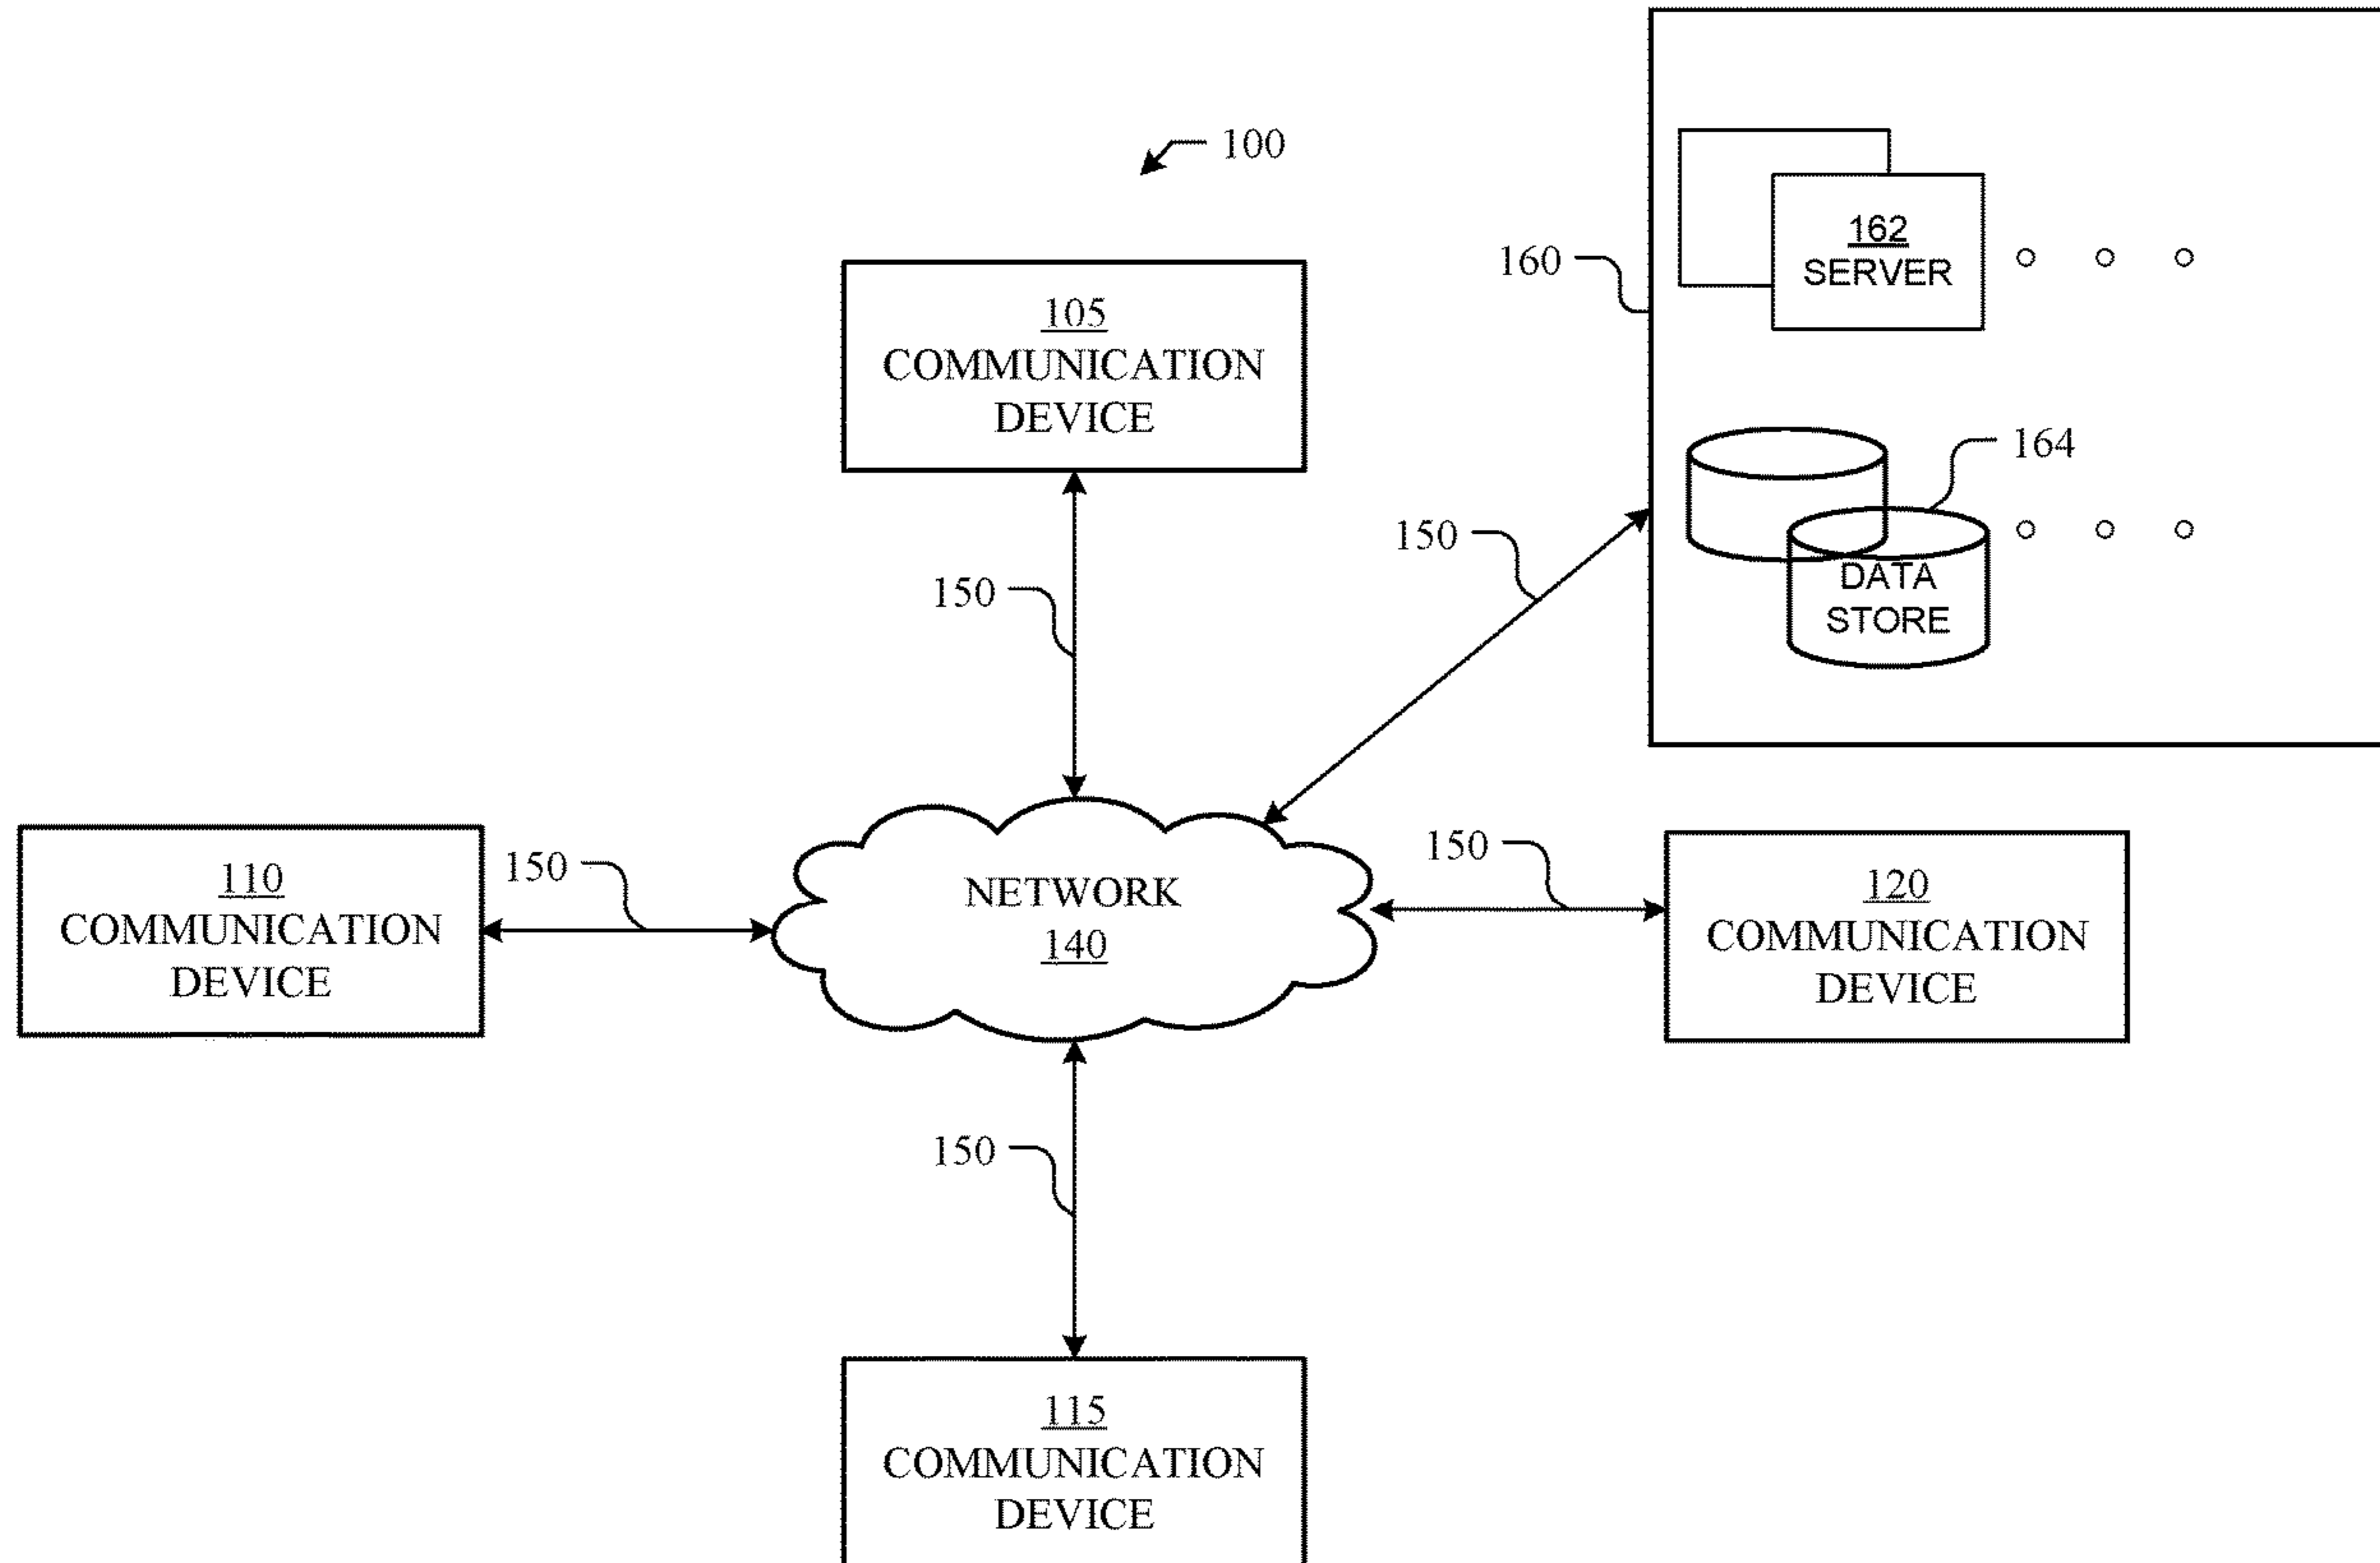 100
162
SERVER
160
105
COMMUNICATION
DEVICE
164
150
DATA
STORE
150
110
COMMUNICATION
DEVICE
150
NETWORK
140
150
120
COMMUNICATION
DEVICE
150
115
COMMUNICATION
DEVICE